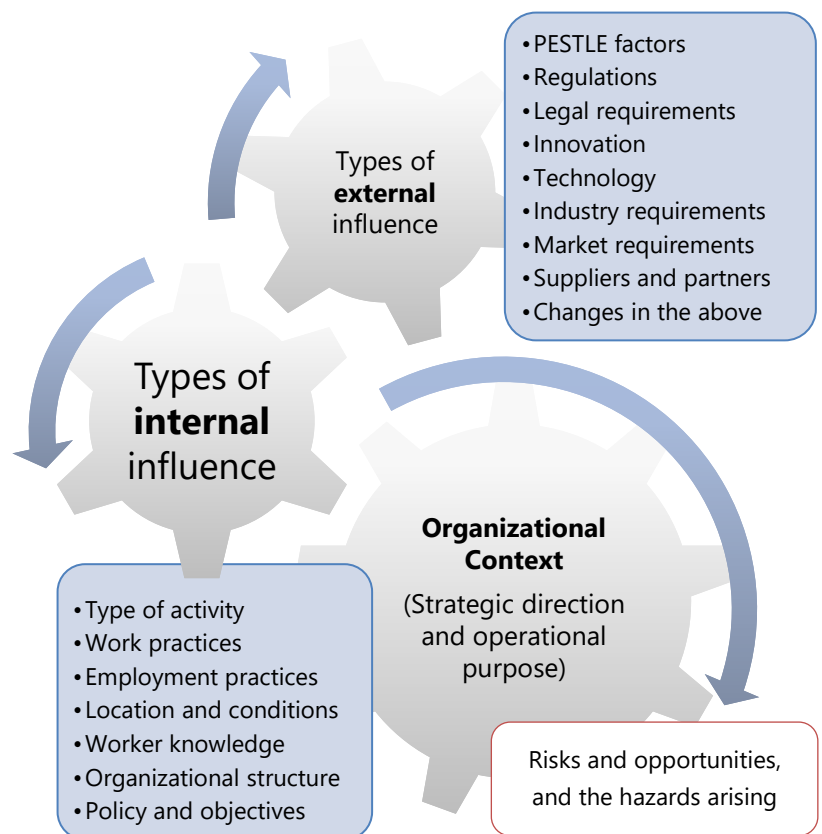 Types of
external
influence
•PESTLE factors
•Regulations
•Legal requirements
•Innovation
•Technology
•Industry requirements
•Market requirements
•Suppliers and partners
•Changes in the above
Types of
internal
influence
•Type of activity
•Work practices
•Employment practices
•Location and conditions
•Worker knowledge
•Organizational structure
•Policy and objectives
Organizational
Context
(Strategic direction
and operational
purpose)
Risks and opportunities,
and the hazards arising